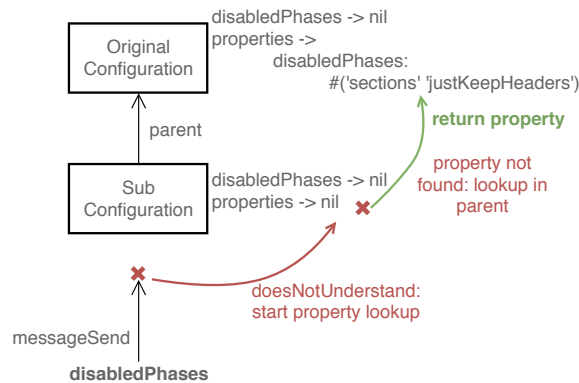 disabledPhases -> nil
properties ->
disabledPhases:
#('sections' 'justKeepHeaders')
Original
Configuration
parent
return property
property not
found: lookup in
parent
Sub
Configuration
disabledPhases -> nil
properties -> nil
doesNotUnderstand:
start property lookup
messageSend
disabledPhases